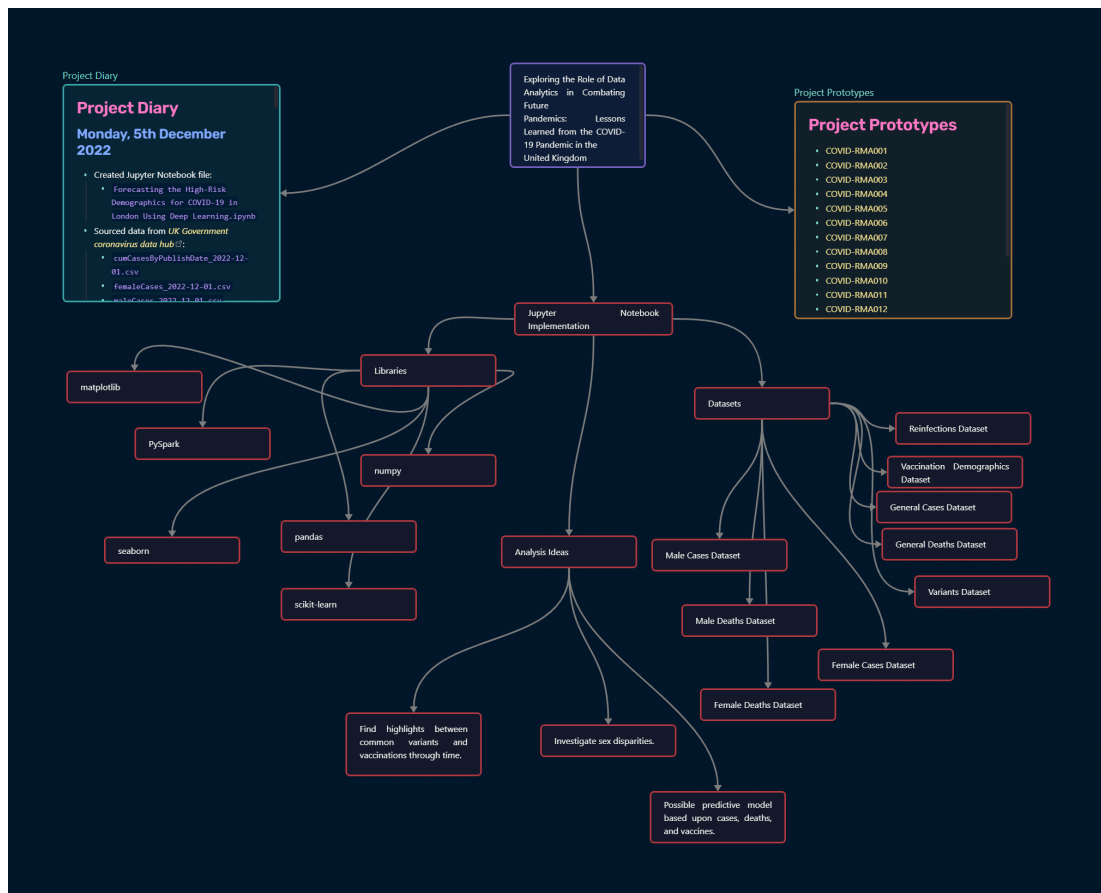 Project Diary
Project Diary
Monday, 5th December
2022
Created Jupyter Notebook file:
Forecasting the High-Risk
Demographics for COVID-19 in
London Using Deep Learning.ipynb
Sourced data from UK Government
coronavirus data hub:
cumCasesByPublishDate_2022-12-
01.csv
femaleCases_2022-12-01.csv
maleCases_2022-12-01.csv
Exploring the Role of Data
Analytics in Combating
Future
Pandemics: Lessons
Learned from the COVID-
19 Pandemic in the
United Kingdom
Project Prototypes
Project Prototypes
COVID-RMA001
COVID-RMA002
COVID-RMA003
COVID-RMA004
COVID-RMA005
COVID-RMA006
COVID-RMA007
COVID-RMA008
COVID-RMA009
COVID-RMA010
COVID-RMA011
COVID-RMA012
Jupyter Notebook
Implementation
Libraries
matplotlib
PySpark
numpy
seaborn
pandas
scikit-learn
Analysis Ideas
Find highlights between
common variants and
vaccinations through time.
Investigate sex disparities.
Possible predictive model
based upon cases, deaths,
and vaccines.
Datasets
Reinfections Dataset
Vaccination Demographics
Dataset
General Cases Dataset
General Deaths Dataset
Variants Dataset
Male Cases Dataset
Male Deaths Dataset
Female Cases Dataset
Female Deaths Dataset